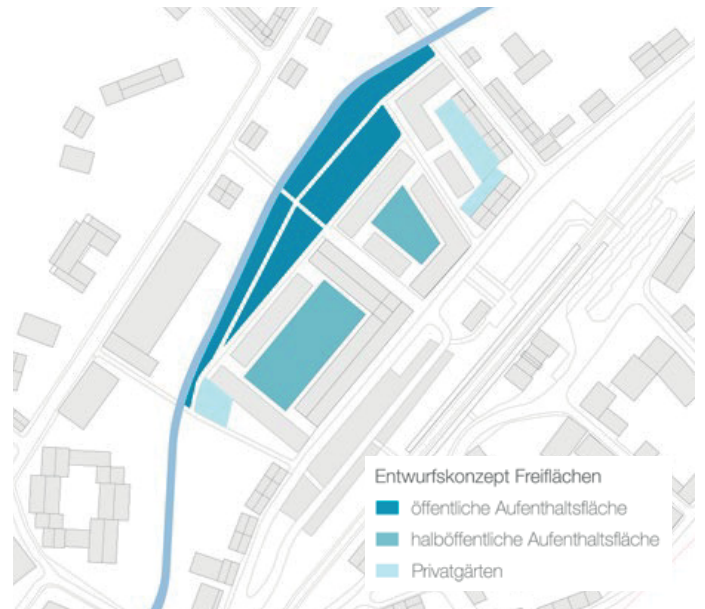 Entwurfskonzept Freiflächen
öffentliche Aufenthaltsfläche
halböffentliche Aufenthaltsfläche
Privatgärten